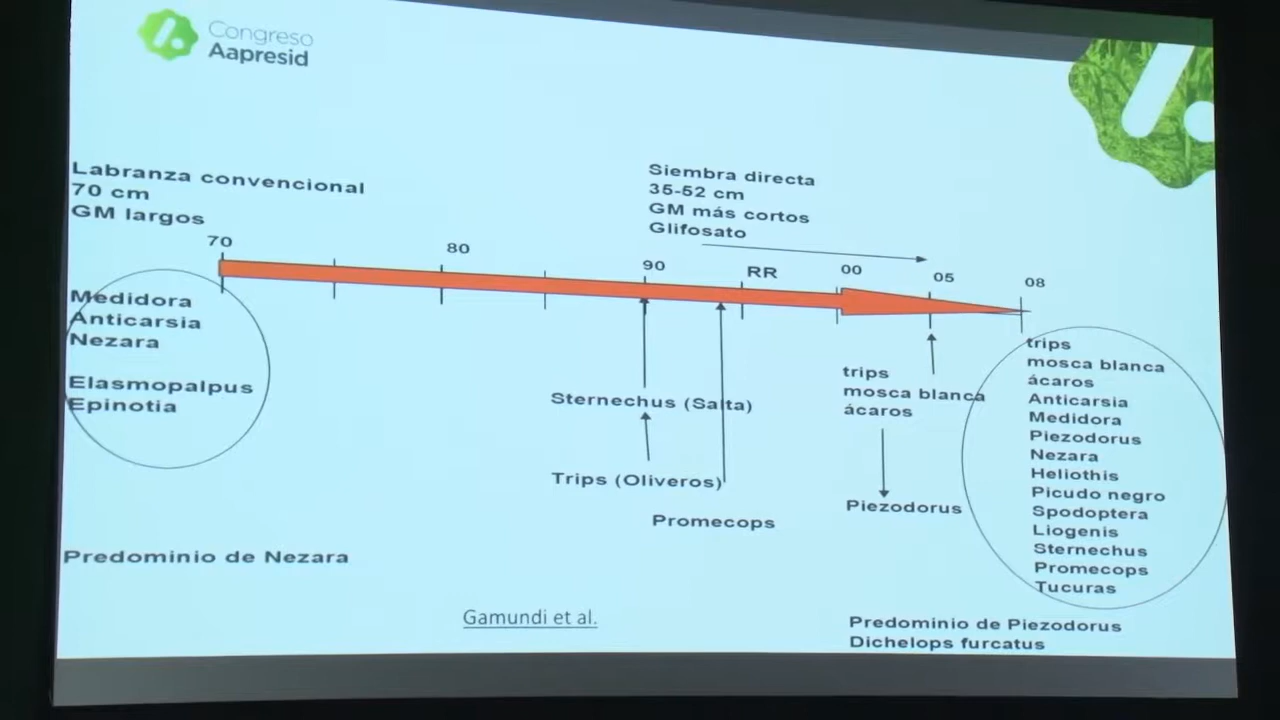 Congreso
Aapresid
Labranza convencional
70 cm
GM largos
Siembra directa
35-52 cm
GM más cortos
Glifosato
70
80
90
RR
00
05
08
Medidora
Anticarsia
Nezara
Elasmopalpus
Epinotia
Sternechus (Salta)
Trips (Oliveros)
Promecops
trips
mosca blanca
ácaros
Piezodorus
trips
mosca blanca
ácaros
Anticarsia
Medidora
Piezodorus
Nezara
Heliothis
Picudo negro
Spodoptera
Liogenis
Sternechus
Promecops
Tucuras
Predominio de Nezara
Gamundi et al.
Predominio de Piezodorus
Dichelops furcatus